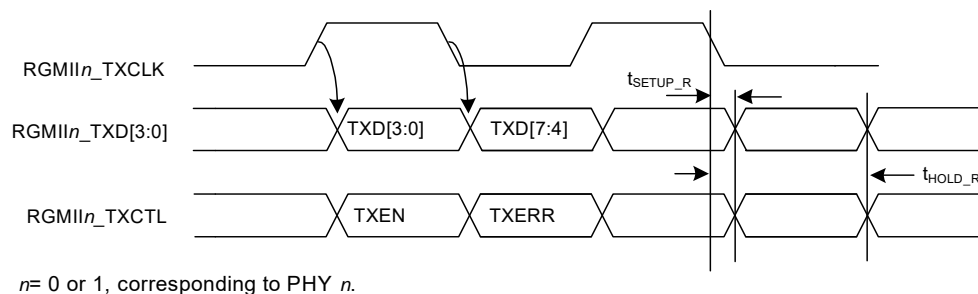 RGMIIn_TXCLK
tSETUP_R
RGMIIn_TXD[3:0]
TXD[3:0]
TXD[7:4]
tHOLD_R
RGMIIn_TXCTL
TXEN
TXERR
n= 0 or 1, corresponding to PHY n.